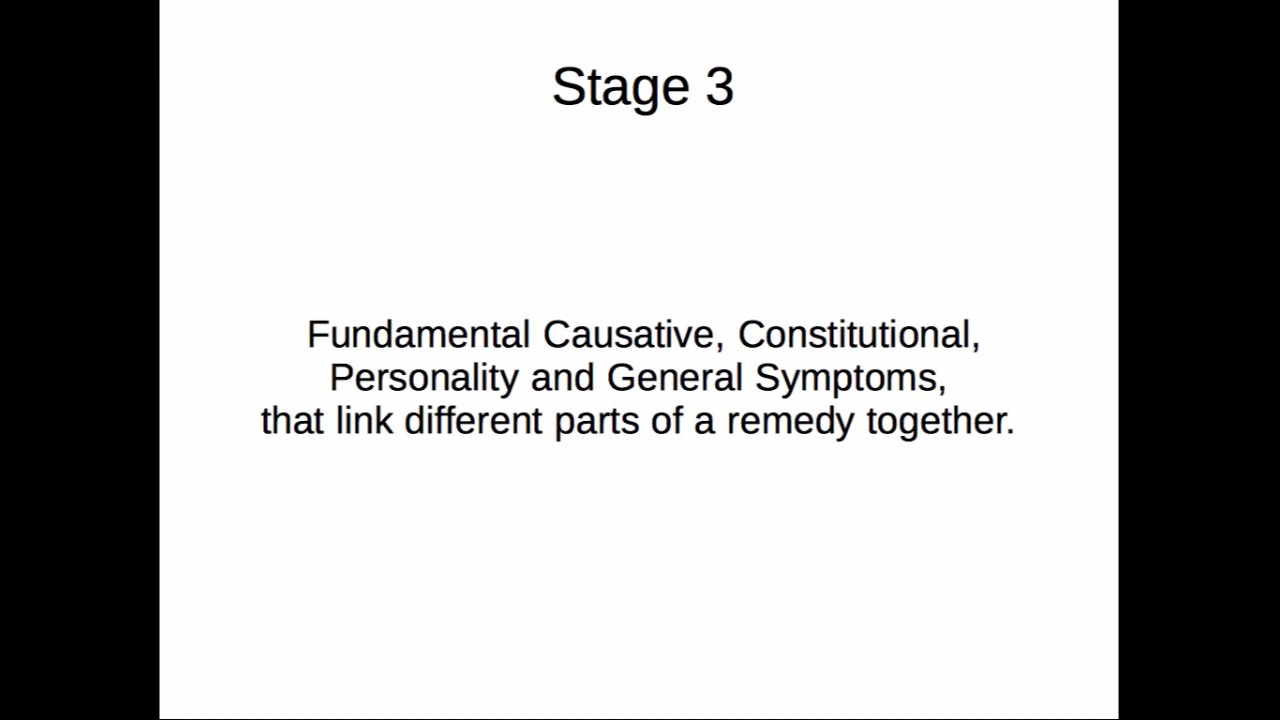 Stage 3
Fundamental Causative, Constitutional,
Personality and General Symptoms,
that link different parts of a remedy together.